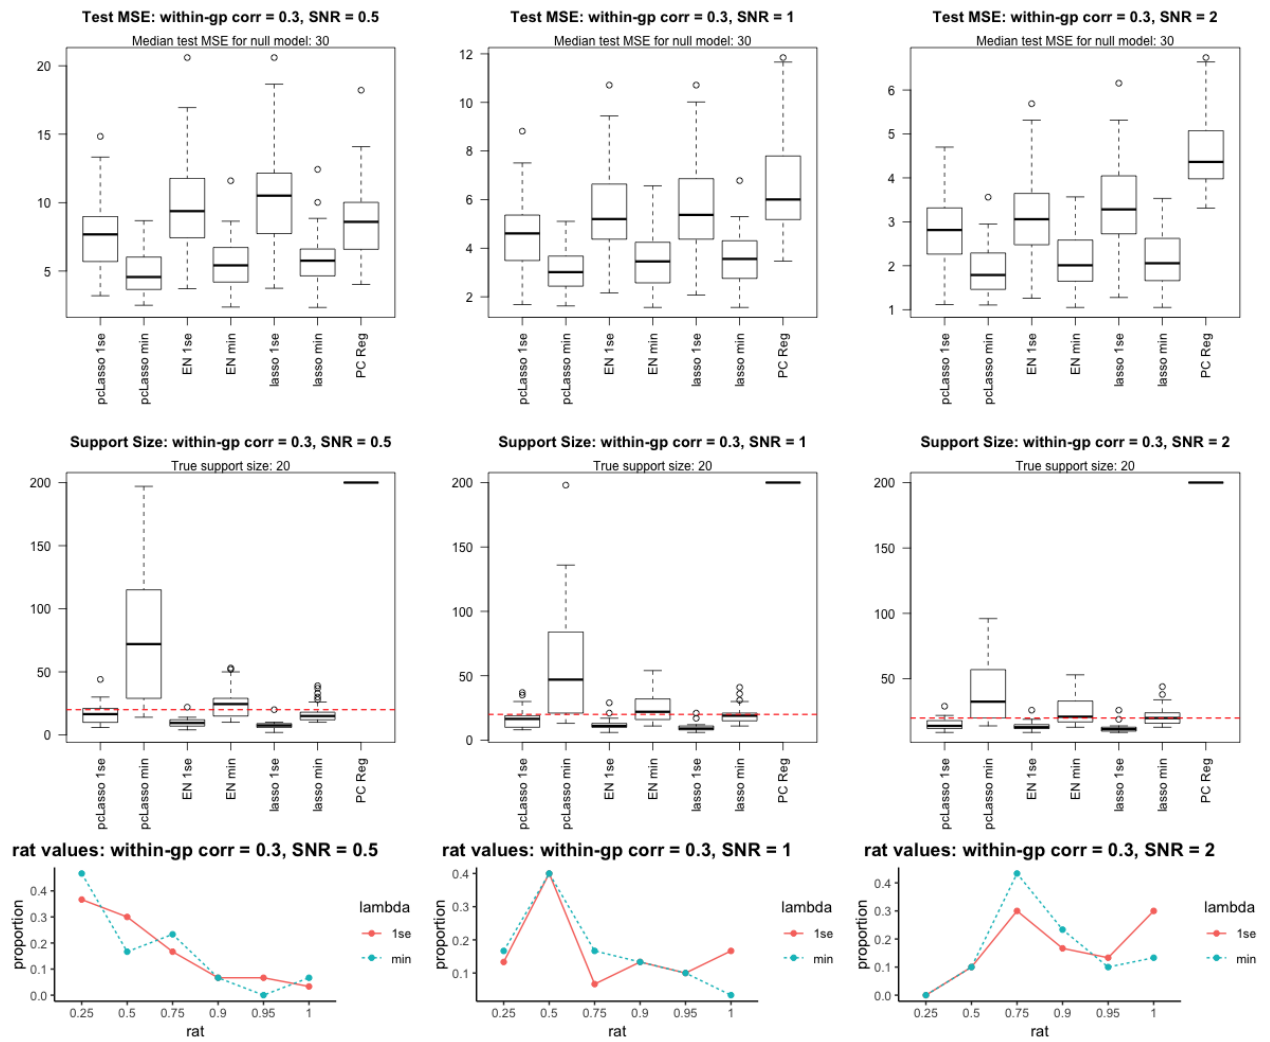 Test MSE: within-gp corr = 0.3, SNR = 0.5
Median test MSE for null model: 30
20
15
10
5
pcLasso 1se
pcLasso min
EN 1se
EN min
lasso 1se
lasso min
PC Reg
Test MSE: within-gp corr = 0.3, SNR = 1
Median test MSE for null model: 30
12
10
8
6
4
2
pcLasso 1se
pcLasso min
EN 1se
EN min
lasso 1se
lasso min
PC Reg
Test MSE: within-gp corr = 0.3, SNR = 2
Median test MSE for null model: 30
6
5
4
3
2
1
pcLasso 1se
pcLasso min
EN 1se
EN min
lasso 1se
lasso min
PC Reg
Support Size: within-gp corr = 0.3, SNR = 0.5
True support size: 20
200
150
100
50
0
pcLasso 1se
pcLasso min
EN 1se
EN min
lasso 1se
lasso min
PC Reg
Support Size: within-gp corr = 0.3, SNR = 1
True support size: 20
200
150
100
50
0
pcLasso 1se
pcLasso min
EN 1se
EN min
lasso 1se
lasso min
PC Reg
Support Size: within-gp corr = 0.3, SNR = 2
True support size: 20
200
150
100
50
pcLasso 1se
pcLasso min
EN 1se
EN min
lasso 1se
lasso min
PC Reg
rat values: within-gp corr = 0.3, SNR = 0.5
proportion
0.4
0.3
0.2
0.1
0.0
0.25 0.5 0.75 0.9 0.95 1
rat
lambda
1se
min
rat values: within-gp corr = 0.3, SNR = 1
proportion
0.4
0.3
0.2
0.1
0.25 0.5 0.75 0.9 0.95 1
rat
lambda
1se
min
rat values: within-gp corr = 0.3, SNR = 2
proportion
0.4
0.3
0.2
0.1
0.0
0.25 0.5 0.75 0.9 0.95 1
rat
lambda
1se
min